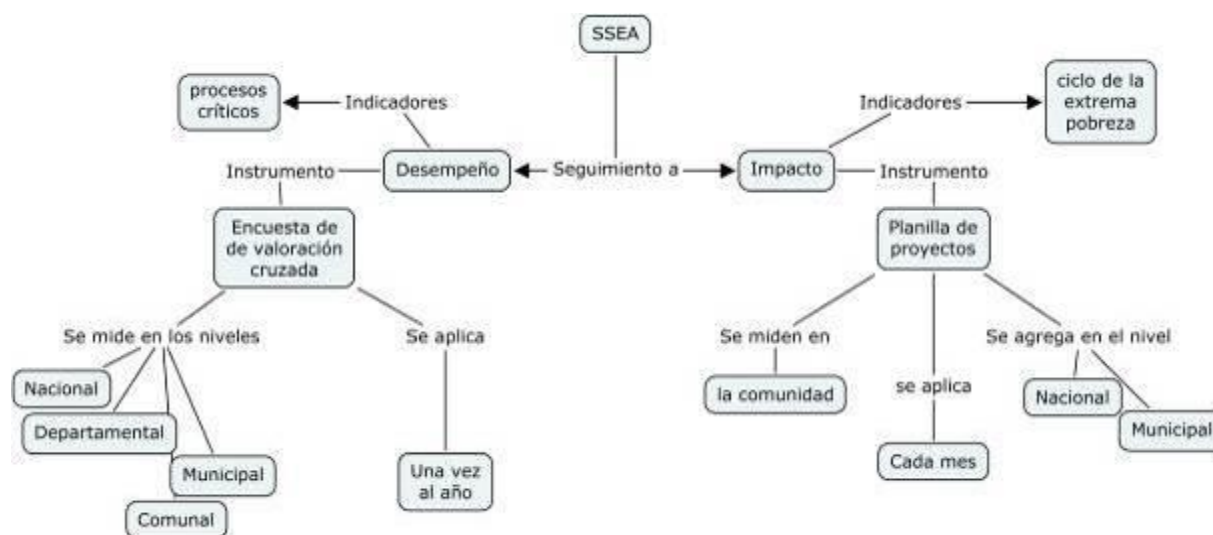 SSEA
procesos
críticos
Indicadores
Indicadores
ciclo de la
extrema
pobreza
Instrumento
Desempeño
Seguimiento a
Impacto
Instrumento
Encuesta de
de valoración
cruzada
Planilla de
proyectos
Se mide en los niveles
Se aplica
Se miden en
se aplica
Se agrega en el nivel
Nacional
Departamental
Municipal
Comunal
Una vez
al año
la comunidad
Cada mes
Nacional
Municipal